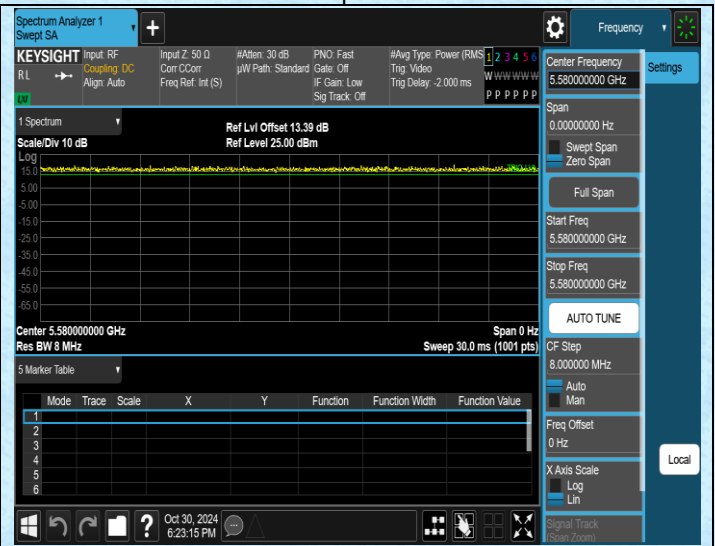 Spectrum Analyzer 1
Swept SA
Frequency
KEYSIGHT
RL
LXI
Input: RF
Coupling: DC
Align: Auto
Input Z: 50 Ω
Corr CCorr
Freq Ref: Int (S)
#Atten: 30 dB
µW Path: Standard
PNO: Fast
Gate: Off
IF Gain: Low
Sig Track: Off
#Avg Type: Power (RMS
Trig: Video
Trig Delay: -2.000 ms
1 2 3 4 5 6
W W W W W W
P P P P P P
1 Spectrum
Scale/Div 10 dB
Ref Lvl Offset 13.39 dB
Ref Level 25.00 dBm
Log
15.0
5.00
-5.00
-15.0
-25.0
-35.0
-45.0
-55.0
-65.0
Center 5.580000000 GHz
Span 0 Hz
Res BW 8 MHz
Sweep 30.0 ms (1001 pts)
5 Marker Table
Mode Trace Scale X Y Function Function Width Function Value
1
2
3
4
5
6
?
Oct 30, 2024
6:23:15 PM
Center Frequency
5.580000000 GHz
Settings
Span
0.00000000 Hz
Swept Span
Zero Span
Full Span
Start Freq
5.580000000 GHz
Stop Freq
5.580000000 GHz
AUTO TUNE
CF Step
8.000000 MHz
Auto
Man
Freq Offset
0 Hz
X Axis Scale
Log
Lin
Signal Track
(Span Zoom)
Local